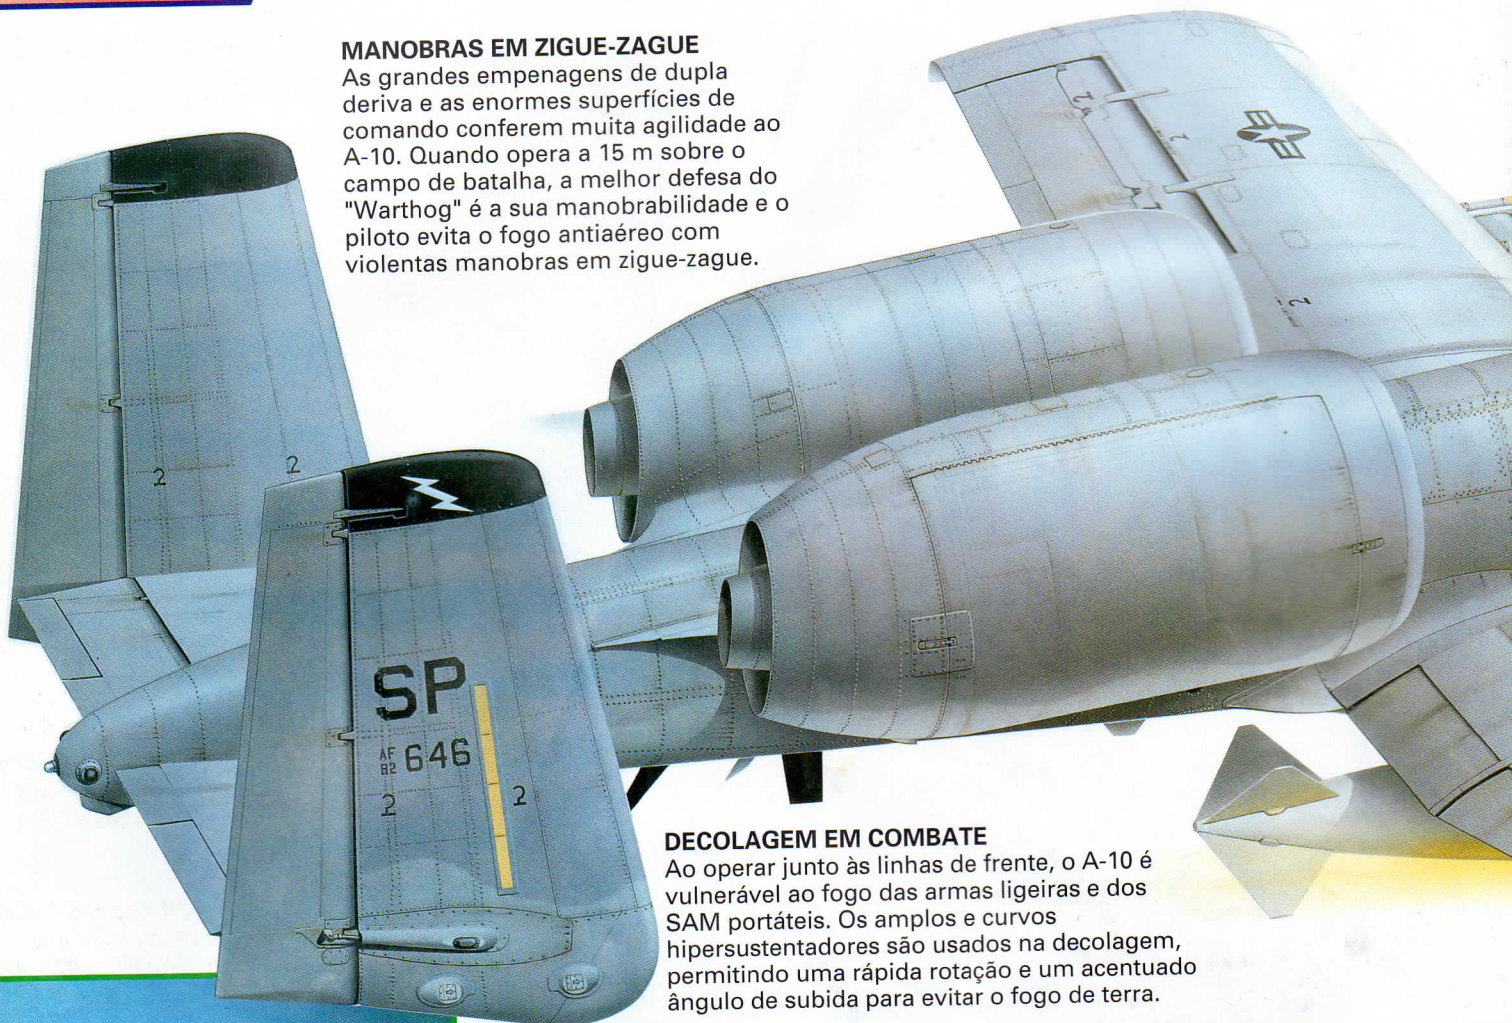 MANOBRAS EM ZIGUE-ZAGUE
As grandes empenagens de dupla
deriva e as enormes superfícies de
comando conferem muita agilidade ao
A-10. Quando opera a 15 m sobre o
campo de batalha, a melhor defesa do
"Warthog" é a sua manobrabilidade e o
piloto evita o fogo antiaéreo com
violentas manobras em zigue-zague.
2
2
2
2
2
SP
AF
82 646
2
2
DECOLAGEM EM COMBATE
Ao operar junto às linhas de frente, o A-10 é
vulnerável ao fogo das armas ligeiras e dos
SAM portáteis. Os amplos e curvos
hipersustentadores são usados na decolagem,
permitindo uma rápida rotação e um acentuado
ângulo de subida para evitar o fogo de terra.